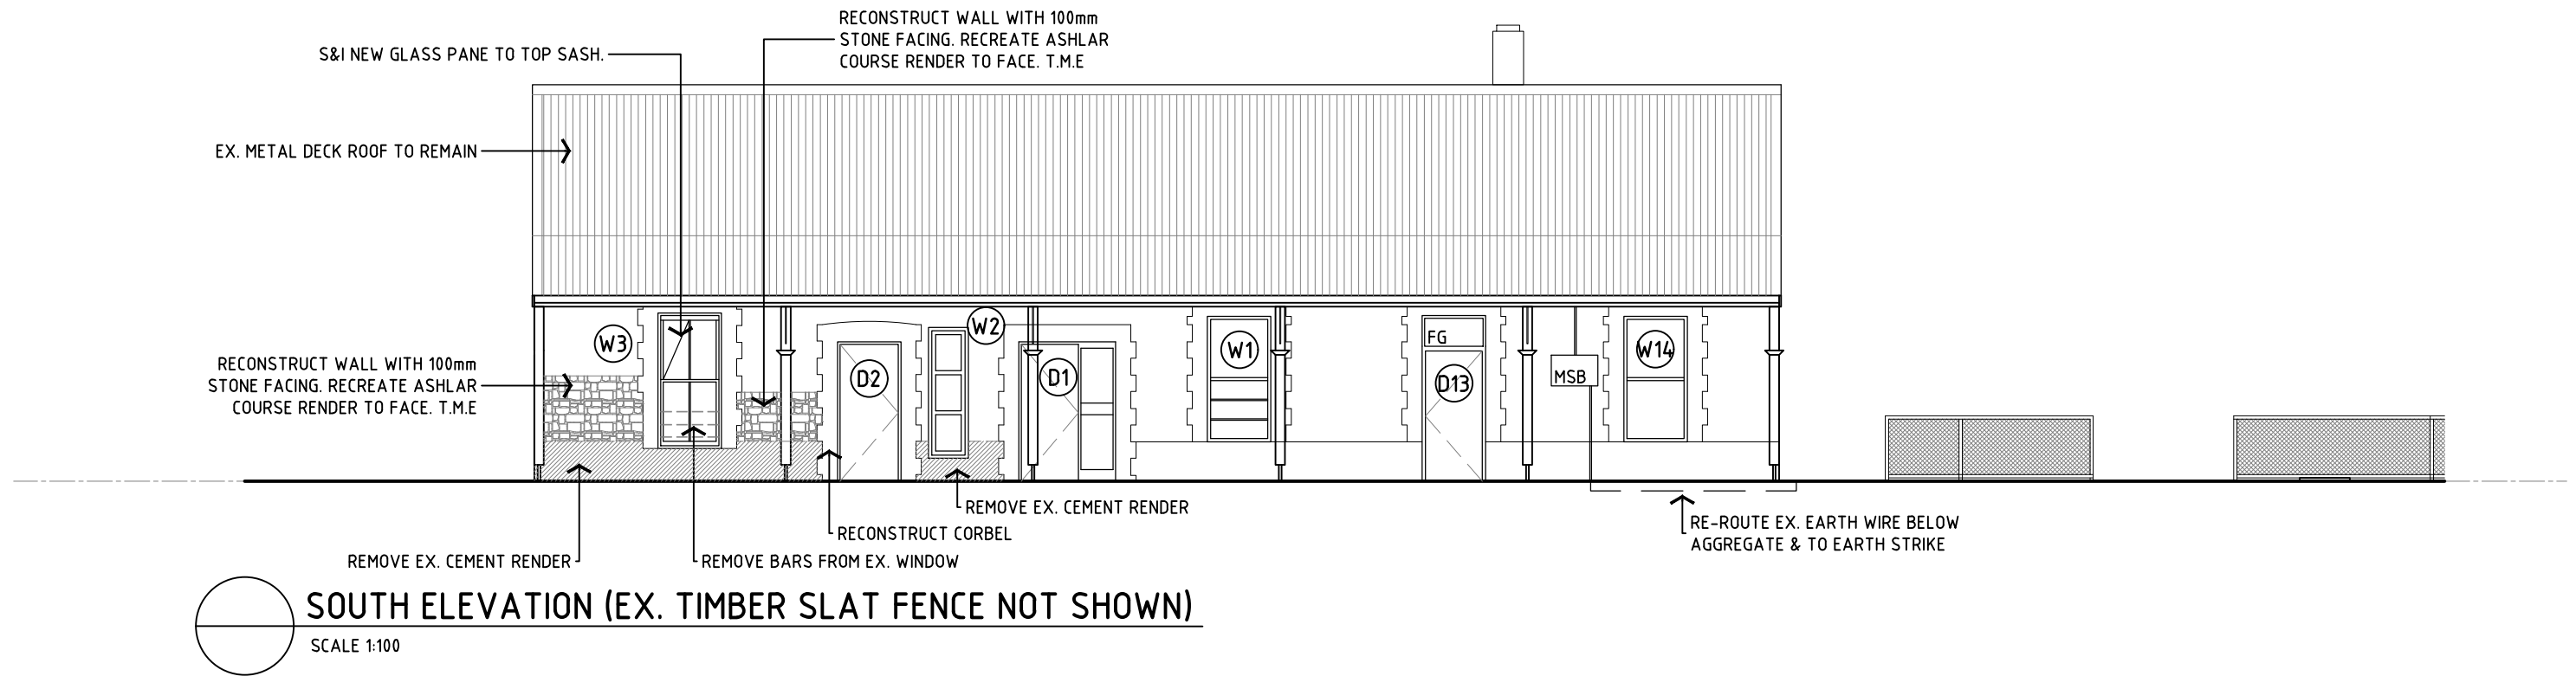 RECONSTRUCT WALL WITH 100mm
STONE FACING. RECREATE ASHLAR
COURSE RENDER TO FACE. T.M.E
S&I NEW GLASS PANE TO TOP SASH.
EX. METAL DECK ROOF TO REMAIN
RECONSTRUCT WALL WITH 100mm
STONE FACING. RECREATE ASHLAR
COURSE RENDER TO FACE. T.M.E
W3
D2
W2
D1
W1
FG
D13
MSB
W14
REMOVE EX. CEMENT RENDER
RECONSTRUCT CORBEL
REMOVE EX. CEMENT RENDER
REMOVE BARS FROM EX. WINDOW
RE-ROUTE EX. EARTH WIRE BELOW
AGGREGATE & TO EARTH STRIKE
SOUTH ELEVATION (EX. TIMBER SLAT FENCE NOT SHOWN)
SCALE 1:100